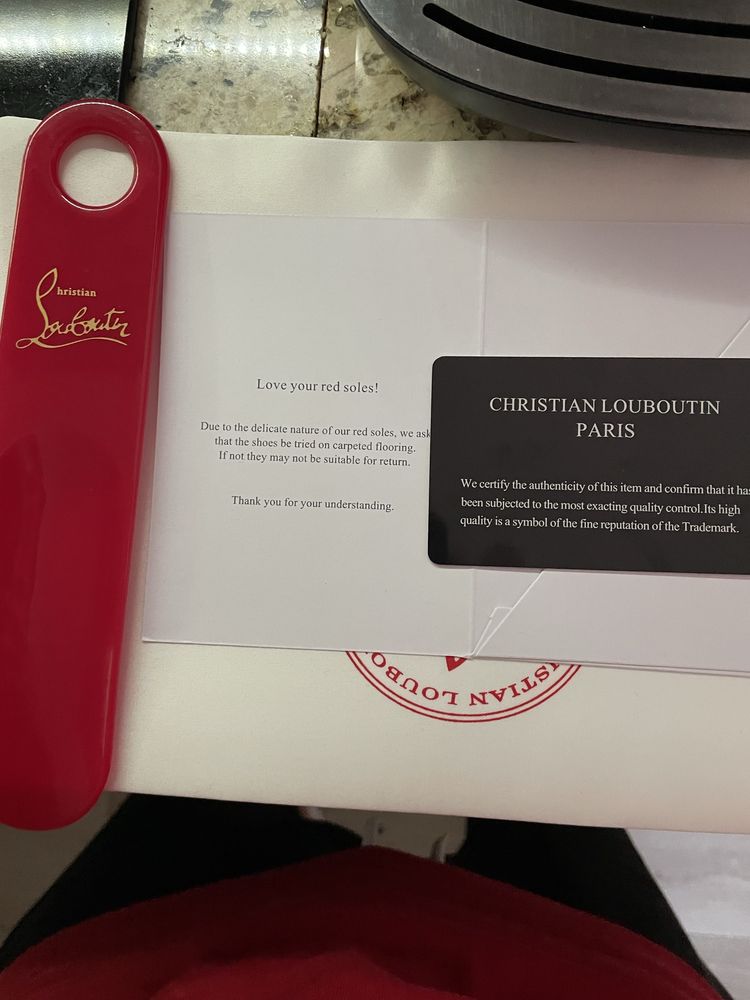 Christian
Louboutin
Love your red soles!
Due to the delicate nature of our red soles, we ask
that the shoes be tried on carpeted flooring.
If not they may not be suitable for return.
Thank you for your understanding.
CHRISTIAN LOUBOUTIN
PARIS
We certify the authenticity of this item and confirm that it has
been subjected to the most exacting quality control.Its high
quality is a symbol of the fine reputation of the Trademark.
ISTIAN LOUBO